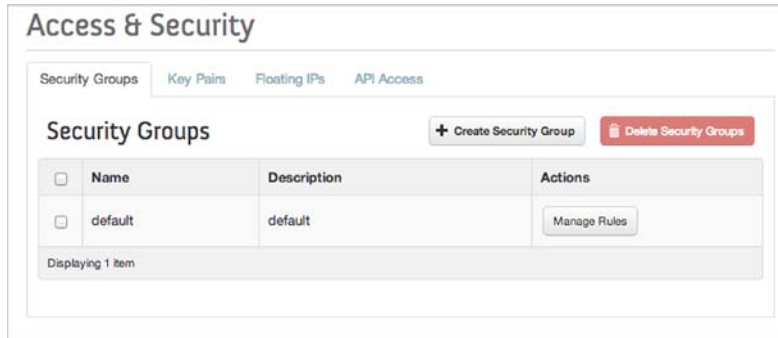 Access & Security
Security Groups Key Pairs Floating IPs API Access
Security Groups + Create Security Group Delete Security Groups
Name Description Actions
default default Manage Rules
Displaying 1 item